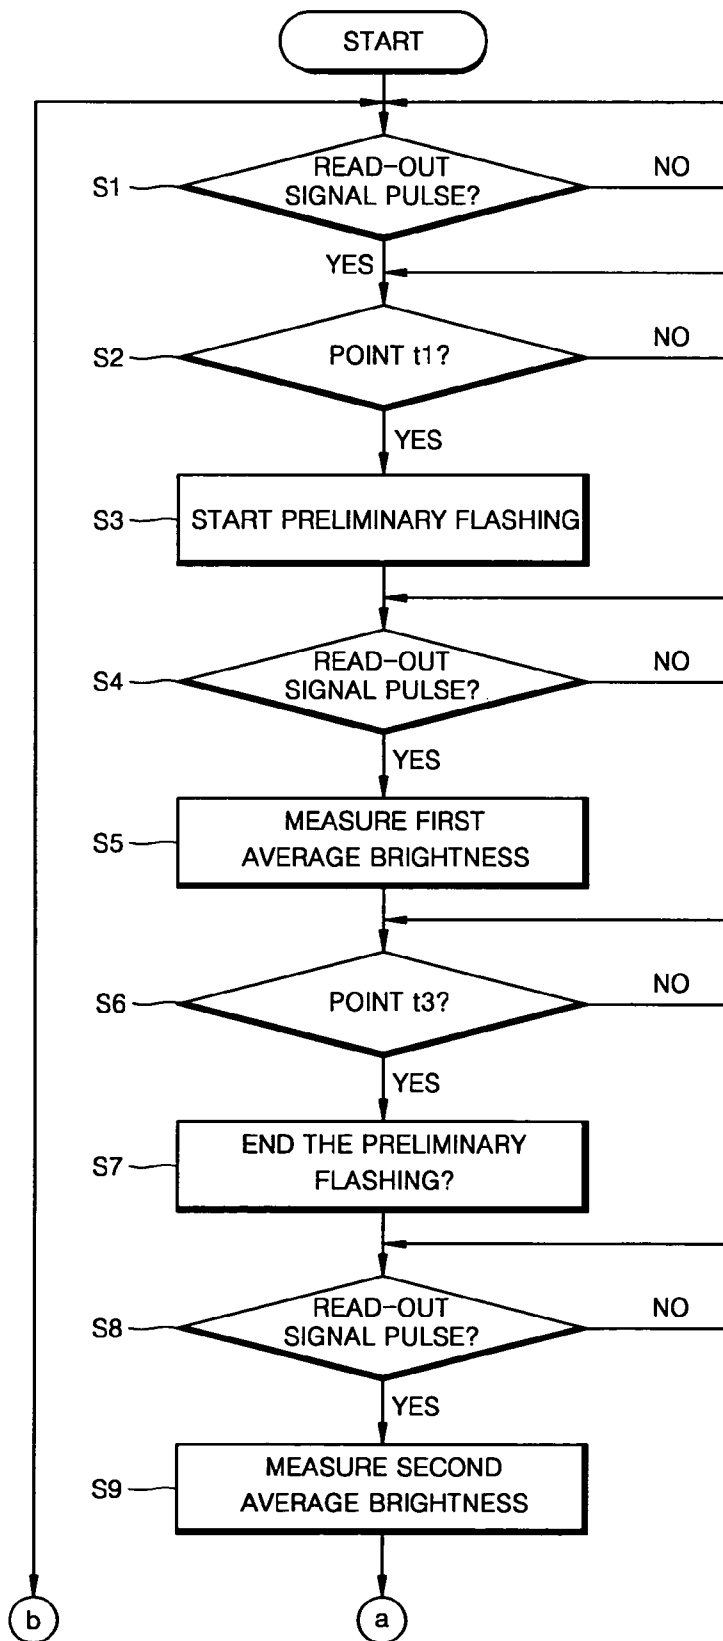 START
READ-OUT
SIGNAL PULSE?
S1
NO
YES
POINT t1?
S2
NO
YES
S3
START PRELIMINARY FLASHING
READ-OUT
SIGNAL PULSE?
S4
NO
YES
MEASURE FIRST
AVERAGE BRIGHTNESS
S5
POINT t3?
S6
NO
YES
END THE PRELIMINARY
FLASHING?
S7
READ-OUT
SIGNAL PULSE?
S8
NO
YES
MEASURE SECOND
AVERAGE BRIGHTNESS
S9
b
a